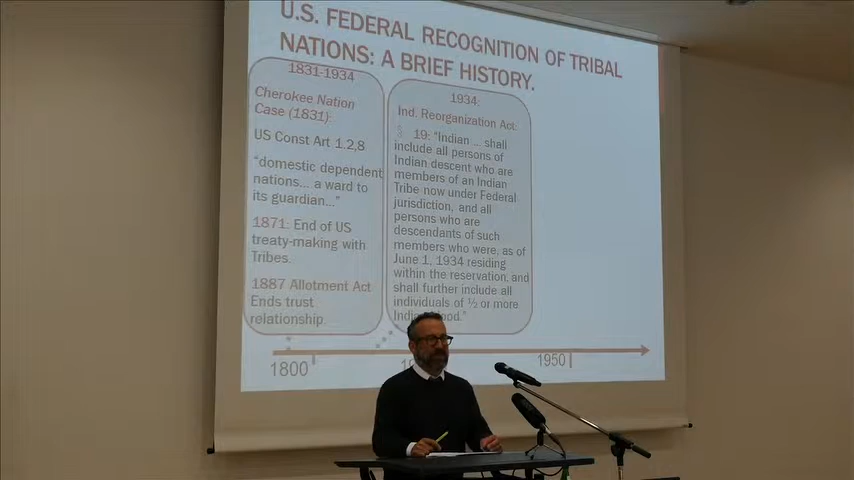 U.S. FEDERAL RECOGNITION OF TRIBAL
NATIONS: A BRIEF HISTORY.
1831-1934
Cherokee Nation
Case (1831):
US Const Art 1.2,8
"domestic dependent
nations... a ward to
its guardian..."
1871: End of US
treaty-making with
Tribes.
1887 Allotment Act
Ends trust
relationship.
1934:
Ind. Reorganization Act.
§ 19: "Indian ... shall
include all persons of
Indian descent who are
members of an Indian
Tribe now under Federal
jurisdiction, and all
persons who are
descendants of such
members who were, as of
June 1, 1934 residing
within the reservation, and
shall further include all
individuals of ½ or more
1800
1950